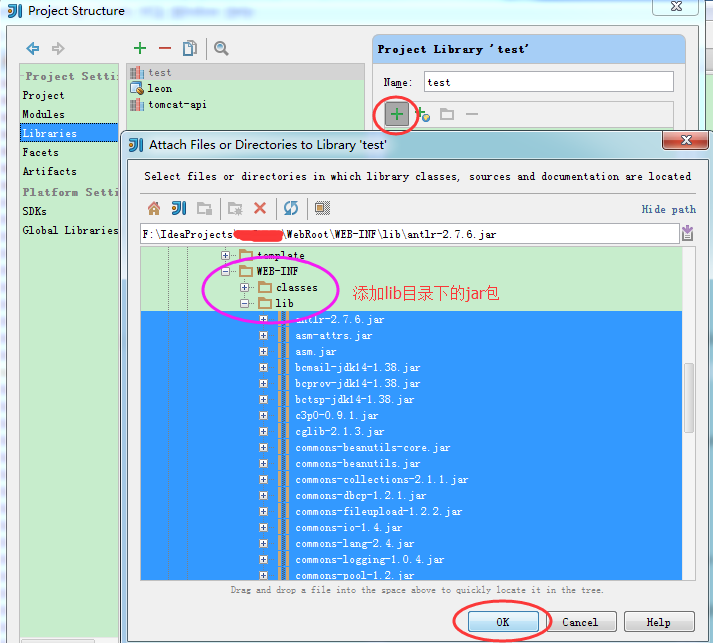 Project Structure
Project Setti
Project
Modules
Libraries
Facets
Artifacts
Platform Setti
SDKs
Global Libraries
test
leon
tomcat-api
Project Library 'test'
Name: test
Attach Files or Directories to Library 'test'
Select files or directories in which library classes, sources and documentation are located
Hide path
F:\IdeaProjects\ \WebRoot\WEB-INF\lib\antlr-2.7.6.jar
template
WEB-INF
classes
添加lib目录下的jar包
lib
antlr-2.7.6.jar
asm-attrs.jar
asm.jar
bcmail-jdk14-1.38.jar
bcprov-jdk14-1.38.jar
bctsp-jdk14-1.38.jar
c3p0-0.9.1.jar
cglib-2.1.3.jar
commons-beanutils-core.jar
commons-beanutils.jar
commons-collections-2.1.1.jar
commons-dbcp-1.2.1.jar
commons-fileupload-1.2.2.jar
commons-io-1.4.jar
commons-lang-2.4.jar
commons-logging-1.0.4.jar
commons-pool-1.2.jar
Drag and drop a file into the space above to quickly locate it in the tree.
OK
Cancel
Help